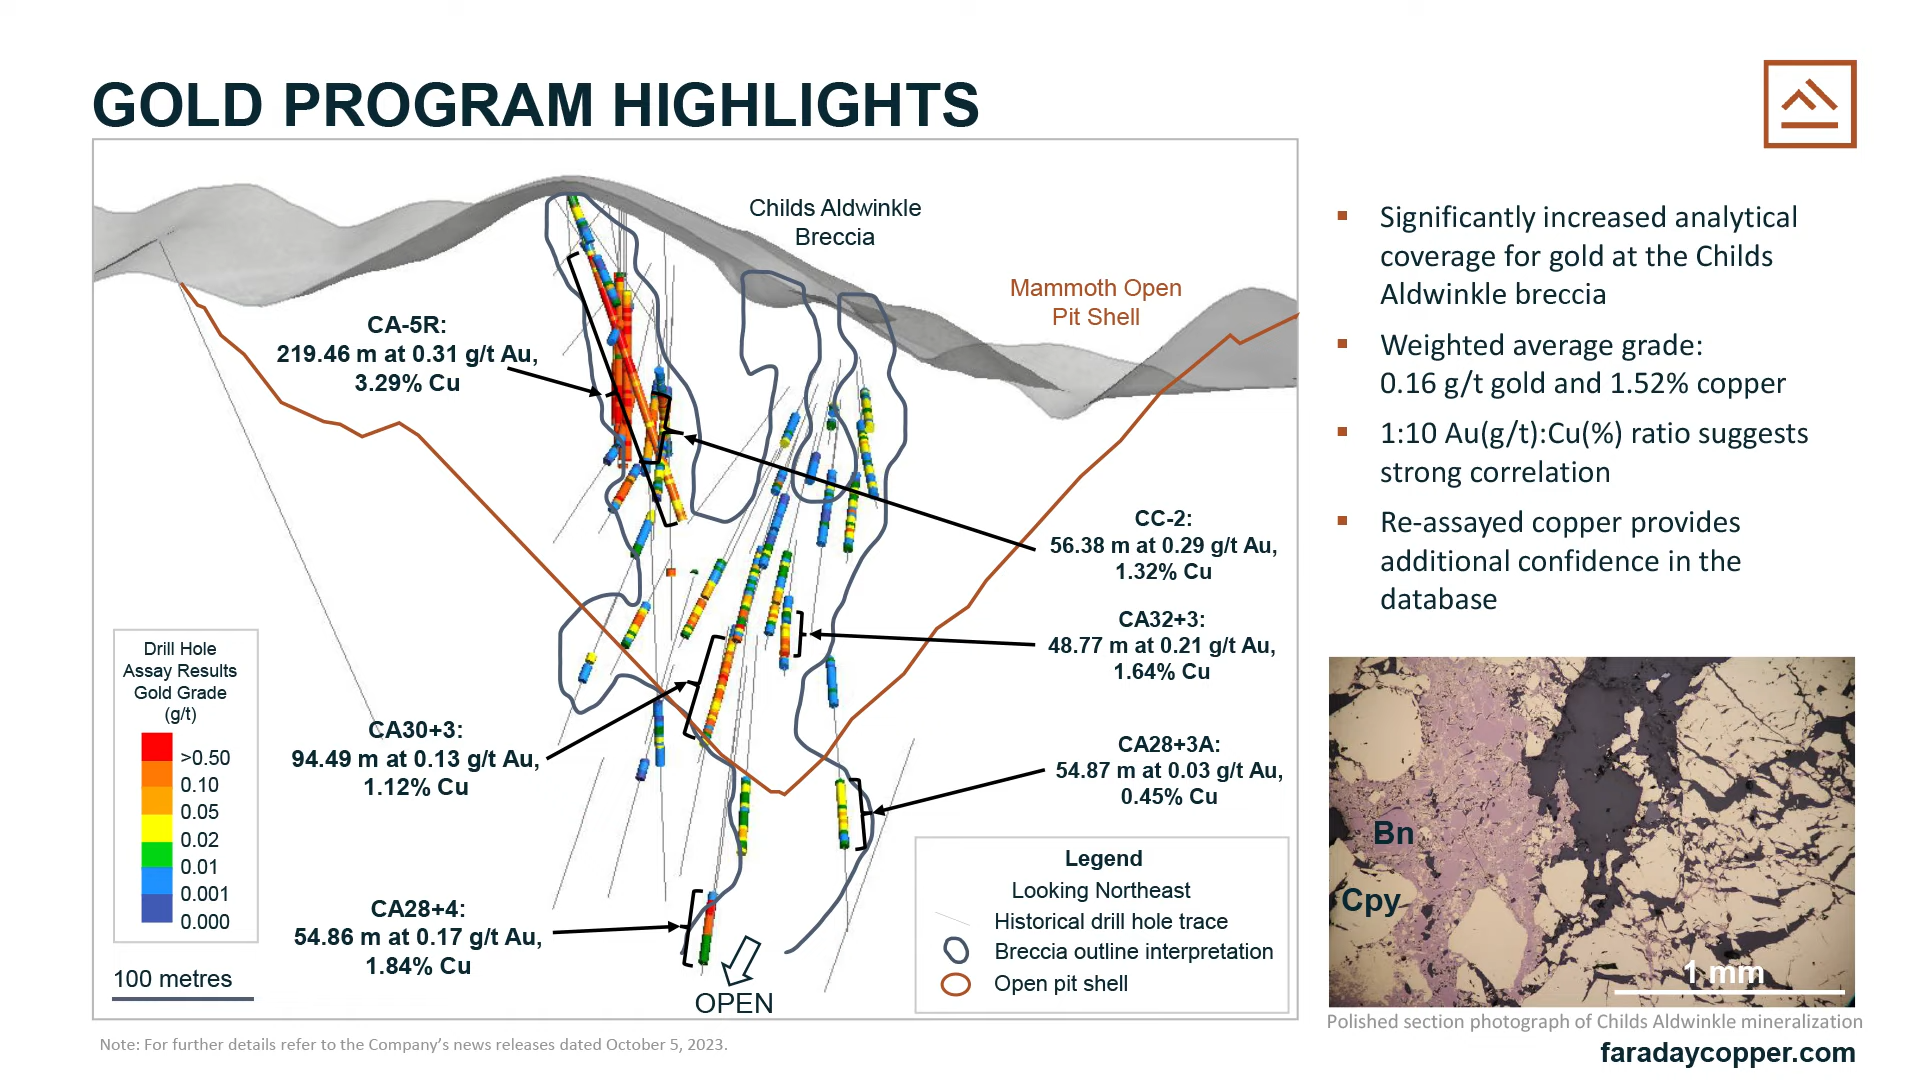 GOLD PROGRAM HIGHLIGHTS
Childs Aldwinkle
Breccia
Mammoth Open
Pit Shell
CA-5R:
219.46 m at 0.31 g/t Au,
3.29% Cu
CC-2:
56.38 m at 0.29 g/t Au,
1.32% Cu
CA32+3:
48.77 m at 0.21 g/t Au,
1.64% Cu
CA30+3:
94.49 m at 0.13 g/t Au,
1.12% Cu
CA28+3A:
54.87 m at 0.03 g/t Au,
0.45% Cu
CA28+4:
54.86 m at 0.17 g/t Au,
1.84% Cu
OPEN
Drill Hole
Assay Results
Gold Grade
(g/t)
>0.50
0.10
0.05
0.02
0.01
0.001
0.000
100 metres
Legend
Looking Northeast
Historical drill hole trace
Breccia outline interpretation
Open pit shell
Note: For further details refer to the Company's news releases dated October 5, 2023.
▪ Significantly increased analytical
coverage for gold at the Childs
Aldwinkle breccia
▪ Weighted average grade:
0.16 g/t gold and 1.52% copper
▪ 1:10 Au(g/t):Cu(%) ratio suggests
strong correlation
▪ Re-assayed copper provides
additional confidence in the
database
Bn
Cpy
1 mm
Polished section photograph of Childs Aldwinkle mineralization
faradaycopper.com